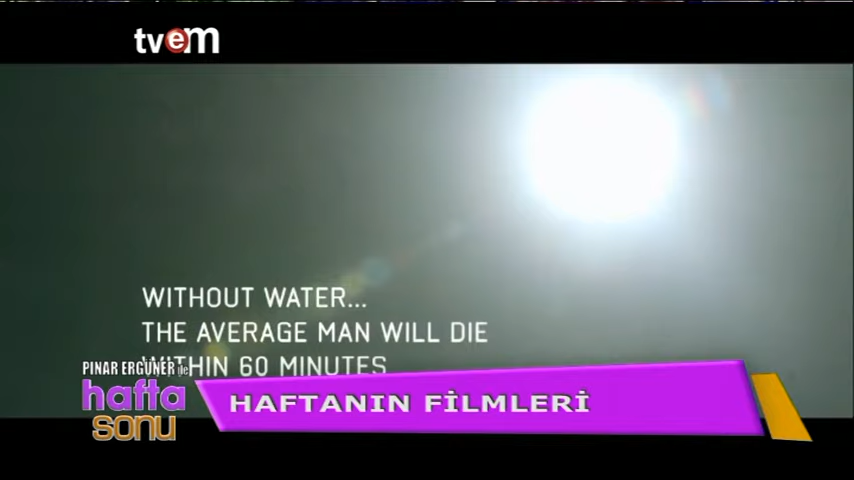 tvem
WITHOUT WATER...
THE AVERAGE MAN WILL DIE
WITHIN 60 MINUTES
PINAR ERGÜNER ile
hafta
sonu
HAFTANIN FİLMLERİ